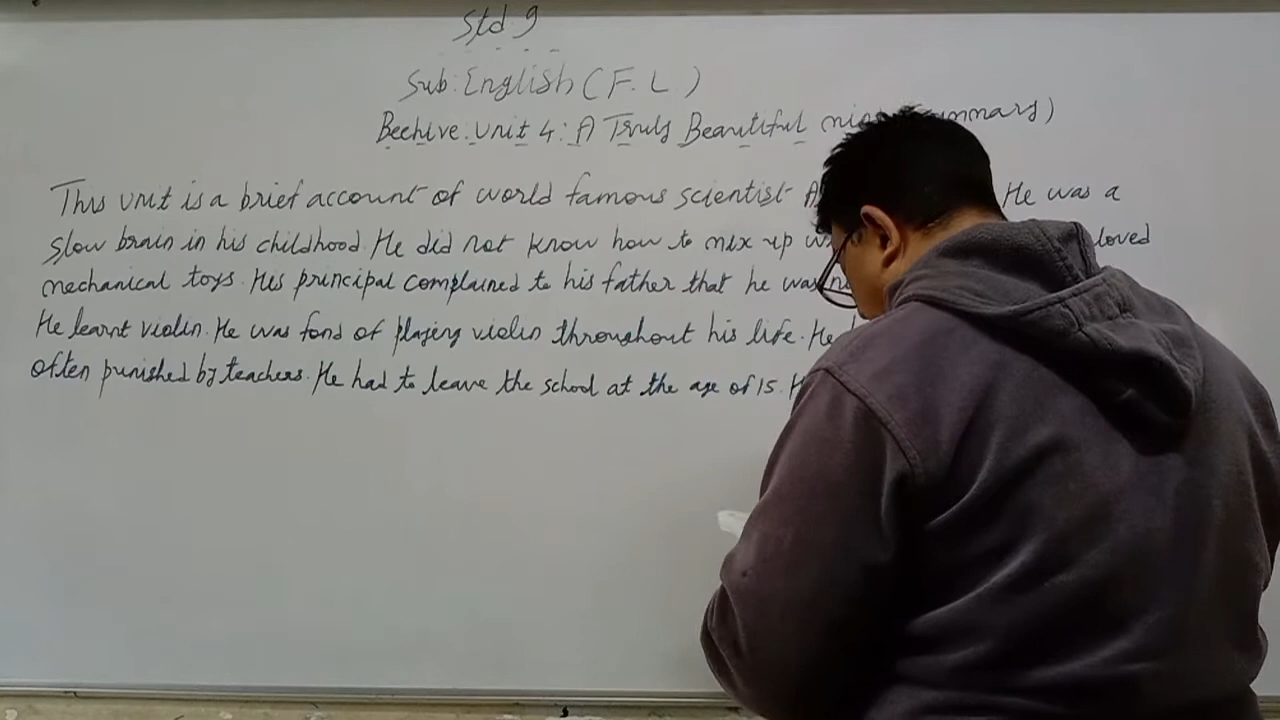 Std 9
Sub: English (F.L.)
Beehive: Unit 4: A Truly Beautiful
This unit is a brief account of world famous scientist He was a
slow brain in his childhood. He did not know how to mix up loved
mechanical toys. His principal complained to his father that he was
He learnt violin. He was fond of playing violin throughout his life. He
often punished by teachers. He had to leave the school at the age of 15.